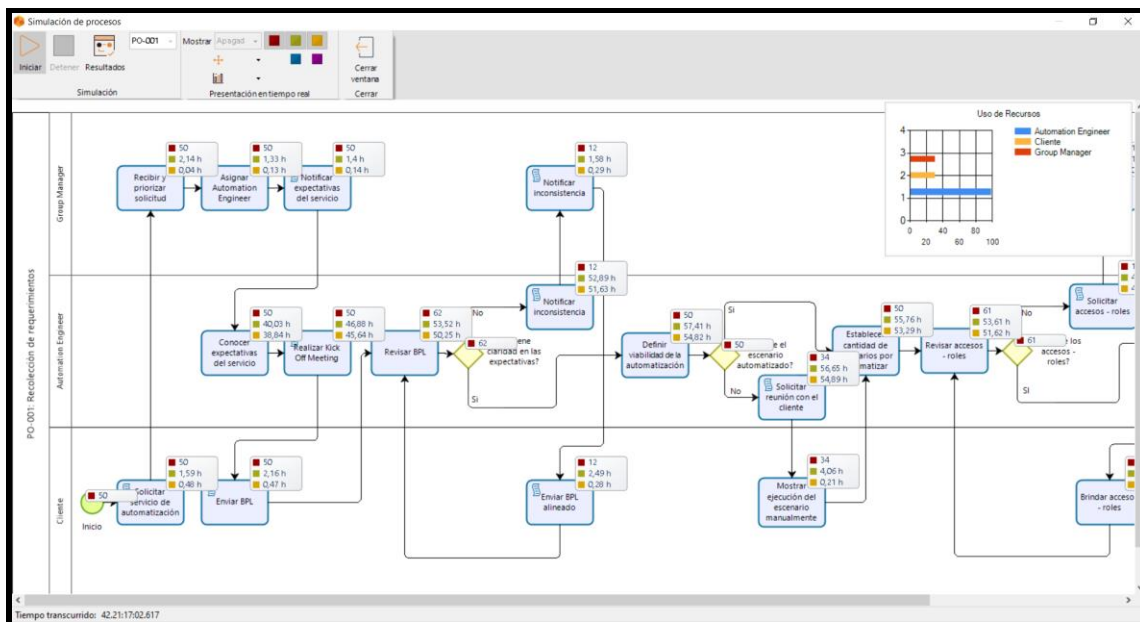 Simulación de procesos
Iniciar
Detener
Resultados
PO-001
Simulación
Mostrar
Apagad
Presentación en tiempo real
Cerrar
ventana
Cerrar
PO-001: Recolección de requerimientos
Group Manager
50
2,14 h
0,04 h
Recibir y
priorizar
solicitud
50
1,33 h
0,13 h
Asignar
Automation
Engineer
50
1,4 h
0,14 h
Notificar
expectativas
del servicio
12
1,58 h
0,29 h
Notificar
inconsistencia
Uso de Recursos
4
3
2
1
0
0
20
40
60
80
100
Automation Engineer
Cliente
Group Manager
Automation Engineer
50
40,03 h
38,84 h
Conocer
expectativas
del servicio
50
46,88 h
45,64 h
Realizar Kick
Off Meeting
62
53,52 h
50,25 h
Revisar BPL
62
claridad en las
expectativas?
No
Si
12
52,89 h
51,63 h
Notificar
inconsistencia
50
57,41 h
54,82 h
Definir
viabilidad de la
automatización
50
escenario
automatizado?
Si
No
34
56,65 h
54,89 h
Solicitar
reunión con el
cliente
50
55,76 h
53,29 h
cantidad de
61
53,61 h
51,62 h
Revisar accesos
- roles
61
accesos -
roles?
No
Si
Solicitar
accesos - roles
Cliente
50
Inicio
50
1,59 h
0,48 h
Solicitar
servicio de
automatización
50
2,16 h
0,47 h
Enviar BPL
12
2,49 h
0,28 h
Enviar BPL
alineado
34
4,06 h
0,21 h
Mostrar
ejecución del
escenario
manualmente
Brindar acceso
- roles
Tiempo transcurrido: 42.21:17:02.617